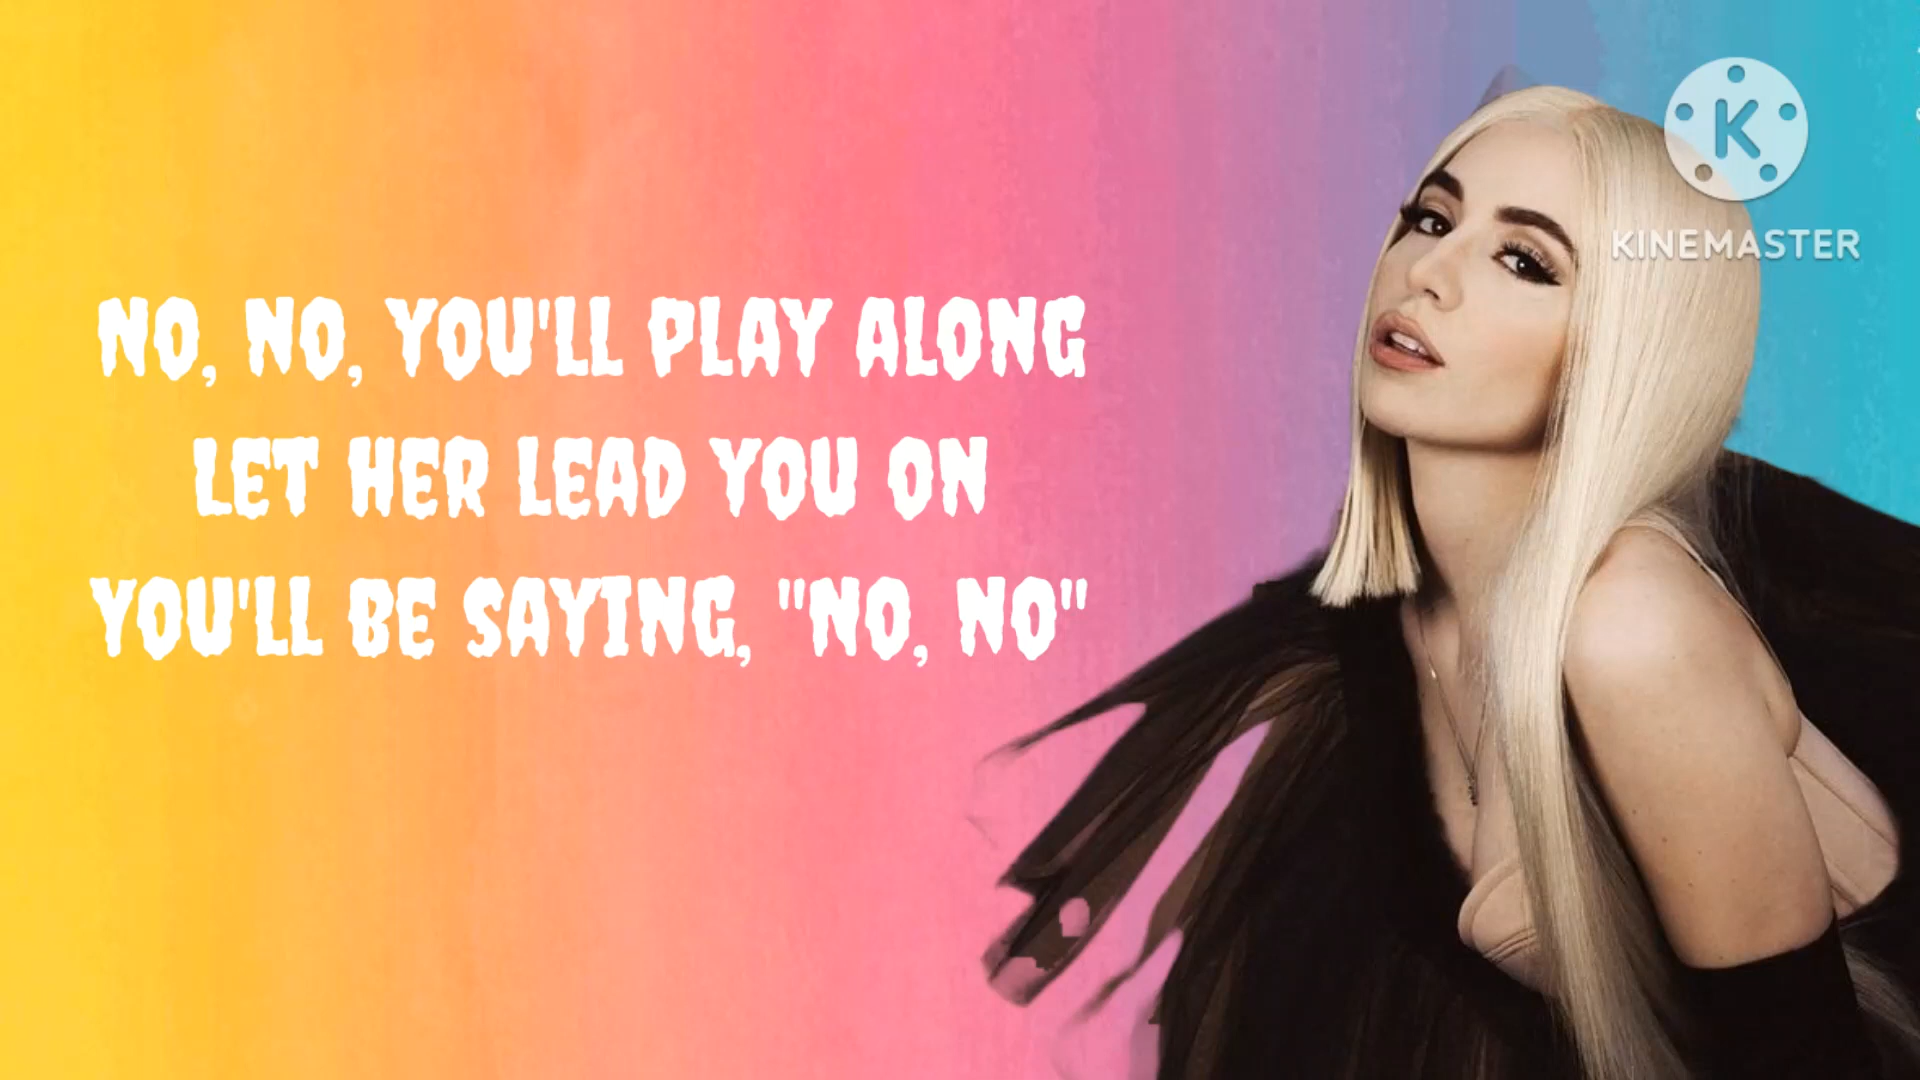 NO, NO, YOU'LL PLAY ALONG
LET HER LEAD YOU ON
YOU'LL BE SAYING, "NO, NO"
K
KINEMASTER